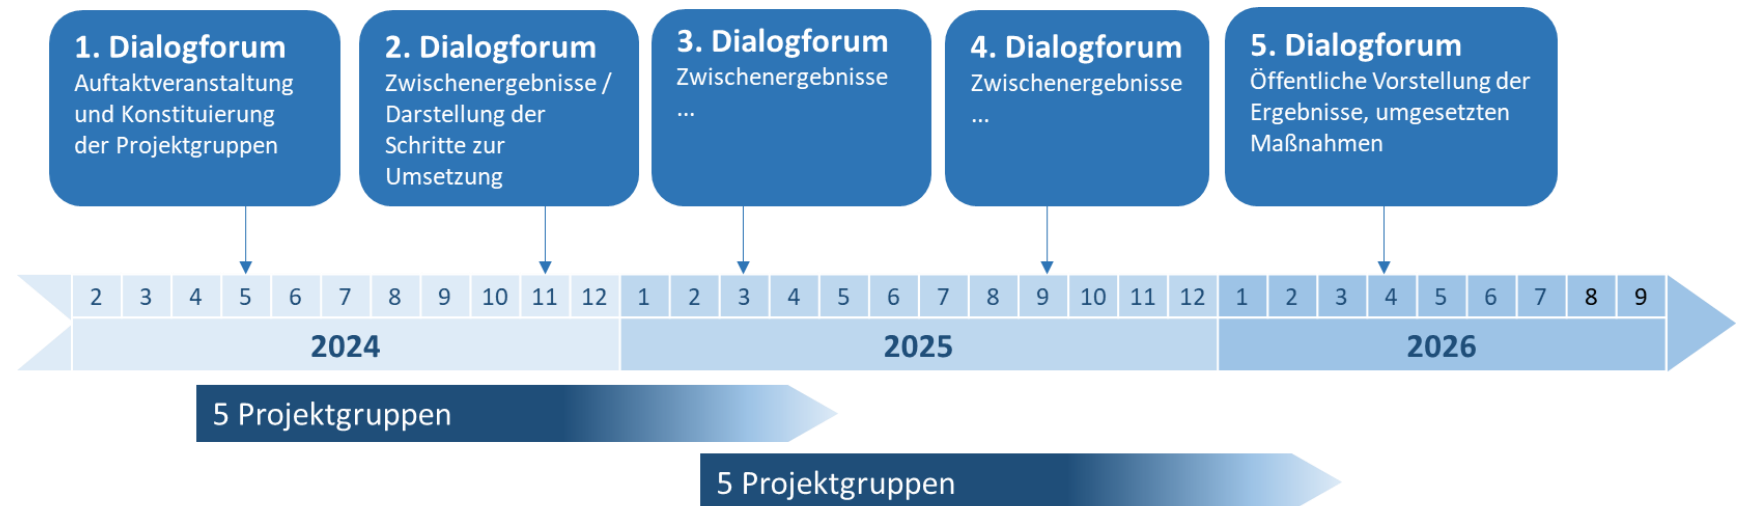 1. Dialogforum
Auftaktveranstaltung
und Konstituierung
der Projektgruppen
2. Dialogforum
Zwischenergebnisse /
Darstellung der
Schritte zur
Umsetzung
3. Dialogforum
Zwischenergebnisse
...
4. Dialogforum
Zwischenergebnisse
...
5. Dialogforum
Öffentliche Vorstellung der
Ergebnisse, umgesetzten
Maßnahmen
2 3 4 5 6 7 8 9 10 11 12 1 2 3 4 5 6 7 8 9 10 11 12 1 2 3 4 5 6 7 8 9
2024 2025 2026
5 Projektgruppen
5 Projektgruppen